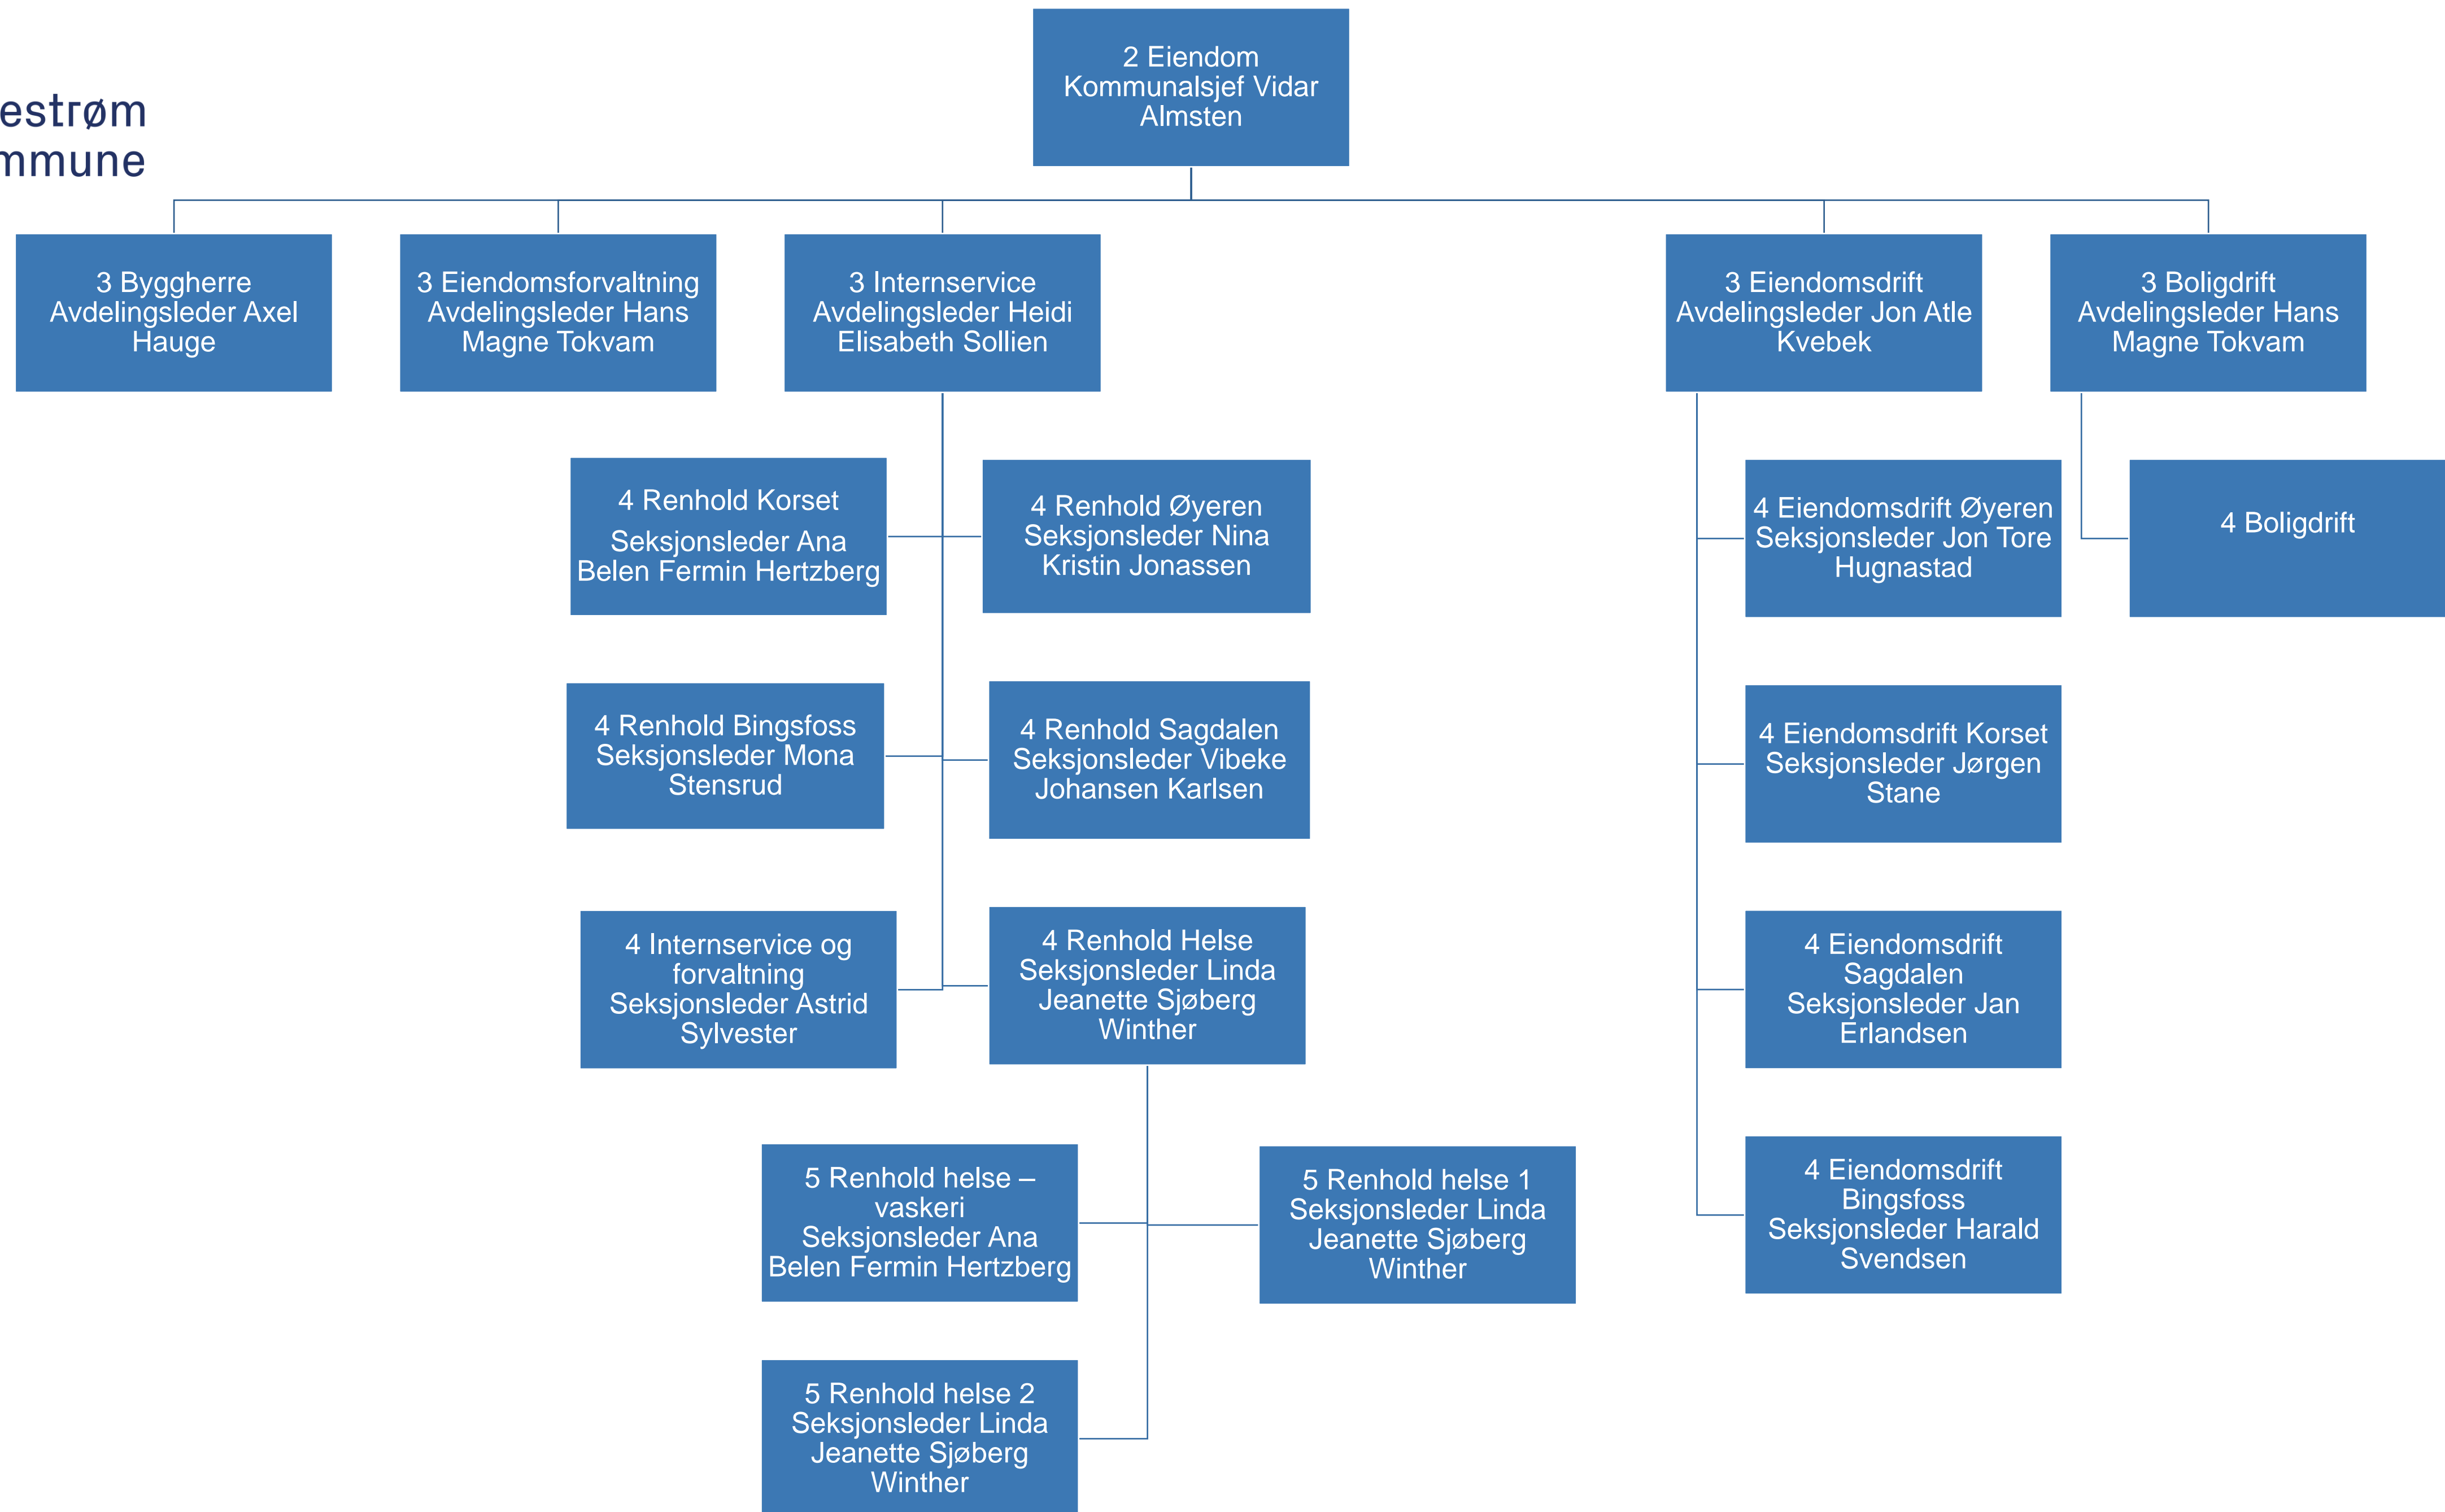 estrøm
mmune
2 Eiendom
Kommunalsjef Vidar
Almsten
3 Byggherre
Avdelingsleder Axel
Hauge
3 Eiendomsforvaltning
Avdelingsleder Hans
Magne Tokvam
3 Internservice
Avdelingsleder Heidi
Elisabeth Sollien
3 Eiendomsdrift
Avdelingsleder Jon Atle
Kvebek
3 Boligdrift
Avdelingsleder Hans
Magne Tokvam
4 Renhold Korset
Seksjonsleder Ana
Belen Fermin Hertzberg
4 Renhold Øyeren
Seksjonsleder Nina
Kristin Jonassen
4 Eiendomsdrift Øyeren
Seksjonsleder Jon Tore
Hugnastad
4 Boligdrift
4 Renhold Bingsfoss
Seksjonsleder Mona
Stensrud
4 Renhold Sagdalen
Seksjonsleder Vibeke
Johansen Karlsen
4 Eiendomsdrift Korset
Seksjonsleder Jørgen
Stane
4 Internservice og
forvaltning
Seksjonsleder Astrid
Sylvester
4 Renhold Helse
Seksjonsleder Linda
Jeanette Sjøberg
Winther
4 Eiendomsdrift
Sagdalen
Seksjonsleder Jan
Erlandsen
5 Renhold helse –
vaskeri
Seksjonsleder Ana
Belen Fermin Hertzberg
5 Renhold helse 1
Seksjonsleder Linda
Jeanette Sjøberg
Winther
4 Eiendomsdrift
Bingsfoss
Seksjonsleder Harald
Svendsen
5 Renhold helse 2
Seksjonsleder Linda
Jeanette Sjøberg
Winther